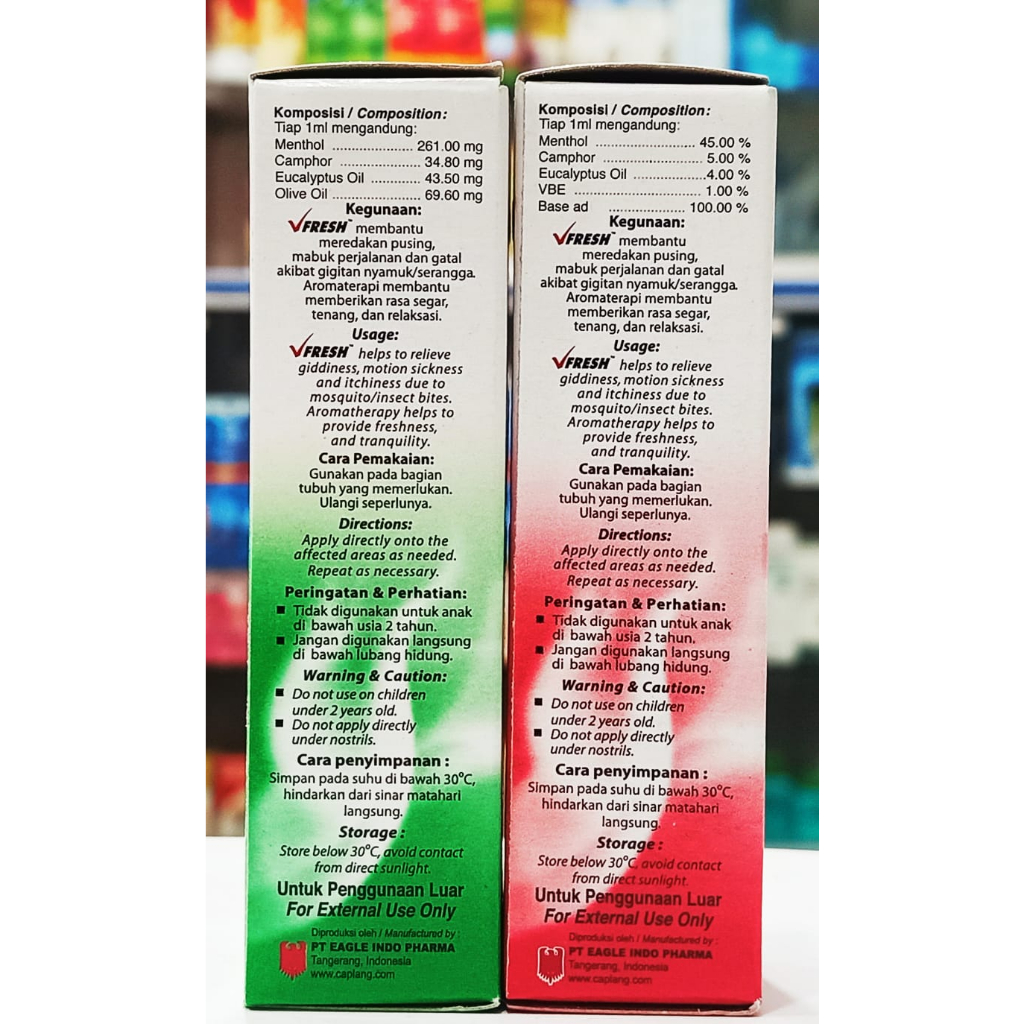 Komposisi / Composition:
Tiap 1ml mengandung:
Menthol ..................... 261.00 mg
Camphor ..................... 34.80 mg
Eucalyptus Oil ............ 43.50 mg
Olive Oil ..................... 69.60 mg
Kegunaan:
VFRESH™ membantu
meredakan pusing,
mabuk perjalanan dan gatal
akibat gigitan nyamuk/serangga.
Aromaterapi membantu
memberikan rasa segar,
tenang, dan relaksasi.
Usage:
VFRESH™ helps to relieve
giddiness, motion sickness
and itchiness due to
mosquito/insect bites.
Aromatherapy helps to
provide freshness,
and tranquility.
Cara Pemakaian:
Gunakan pada bagian
tubuh yang memerlukan.
Ulangi seperlunya.
Directions:
Apply directly onto the
affected areas as needed.
Repeat as necessary.
Peringatan & Perhatian:
■ Tidak digunakan untuk anak
di bawah usia 2 tahun.
■ Jangan digunakan langsung
di bawah lubang hidung.
Warning & Caution:
■ Do not use on children
under 2 years old.
■ Do not apply directly
under nostrils.
Cara penyimpanan :
Simpan pada suhu di bawah 30°C,
hindarkan dari sinar matahari
langsung.
Storage :
Store below 30°C, avoid contact
from direct sunlight.
Untuk Penggunaan Luar
For External Use Only
Diproduksi oleh / Manufactured by :
PT EAGLE INDO PHARMA
Tangerang, Indonesia
www.caplang.com
Komposisi / Composition:
Tiap 1ml mengandung:
Menthol ......................... 45.00 %
Camphor ......................... 5.00 %
Eucalyptus Oil ..................4.00 %
VBE ................................ 1.00 %
Base ad ...................... 100.00 %
Kegunaan:
VFRESH™ membantu
meredakan pusing,
mabuk perjalanan dan gatal
akibat gigitan nyamuk/serangga.
Aromaterapi membantu
memberikan rasa segar,
tenang, dan relaksasi.
Usage:
VFRESH™ helps to relieve
giddiness, motion sickness
and itchiness due to
mosquito/insect bites.
Aromatherapy helps to
provide freshness,
and tranquility.
Cara Pemakaian:
Gunakan pada bagian
tubuh yang memerlukan.
Ulangi seperlunya.
Directions:
Apply directly onto the
affected areas as needed.
Repeat as necessary.
Peringatan & Perhatian:
■ Tidak digunakan untuk anak
di bawah usia 2 tahun.
■ Jangan digunakan langsung
di bawah lubang hidung.
Warning & Caution:
■ Do not use on children
under 2 years old.
■ Do not apply directly
under nostrils.
Cara penyimpanan :
Simpan pada suhu di bawah 30°C,
hindarkan dari sinar matahari
langsung.
Storage :
Store below 30°C, avoid contact
from direct sunlight.
Untuk Penggunaan Luar
For External Use Only
Diproduksi oleh / Manufactured by :
PT EAGLE INDO PHARMA
Tangerang, Indonesia
www.caplang.com